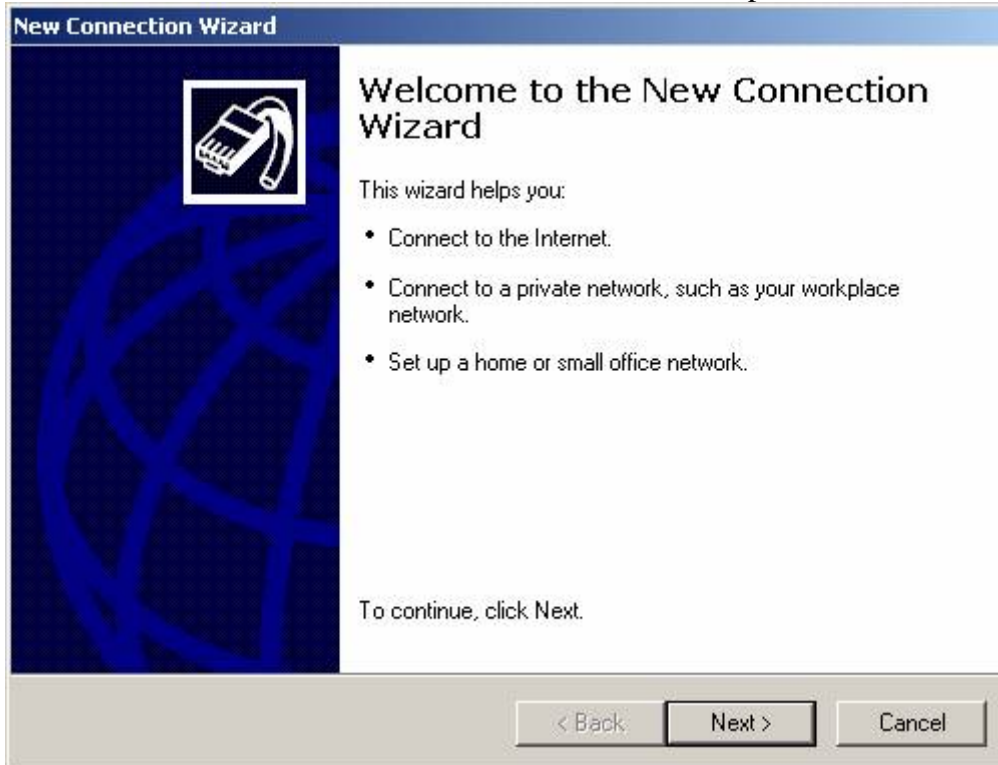 New Connection Wizard
Welcome to the New Connection
Wizard
This wizard helps you:
• Connect to the Internet.
• Connect to a private network, such as your workplace
network.
• Set up a home or small office network.
To continue, click Next.
< Back Next > Cancel